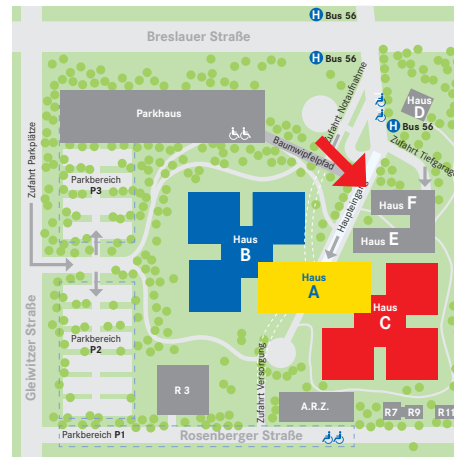 H Bus 56
Breslauer Straße
H Bus 56
Parkhaus
Zufahrt Notaufnahme
Haus
D
H Bus 56
Baumwipfelpfad
Zufahrt Tiefgarage
Zufahrt Parkplätze
Parkbereich
P3
Haupteingang
Haus F
Haus E
Haus
B
Haus
A
Haus
C
Gleiwitzer Straße
Parkbereich
P2
Zufahrt Versorgung
R 3
A.R.Z.
R7
R9
R11
Parkbereich P1
Rosenberger Straße